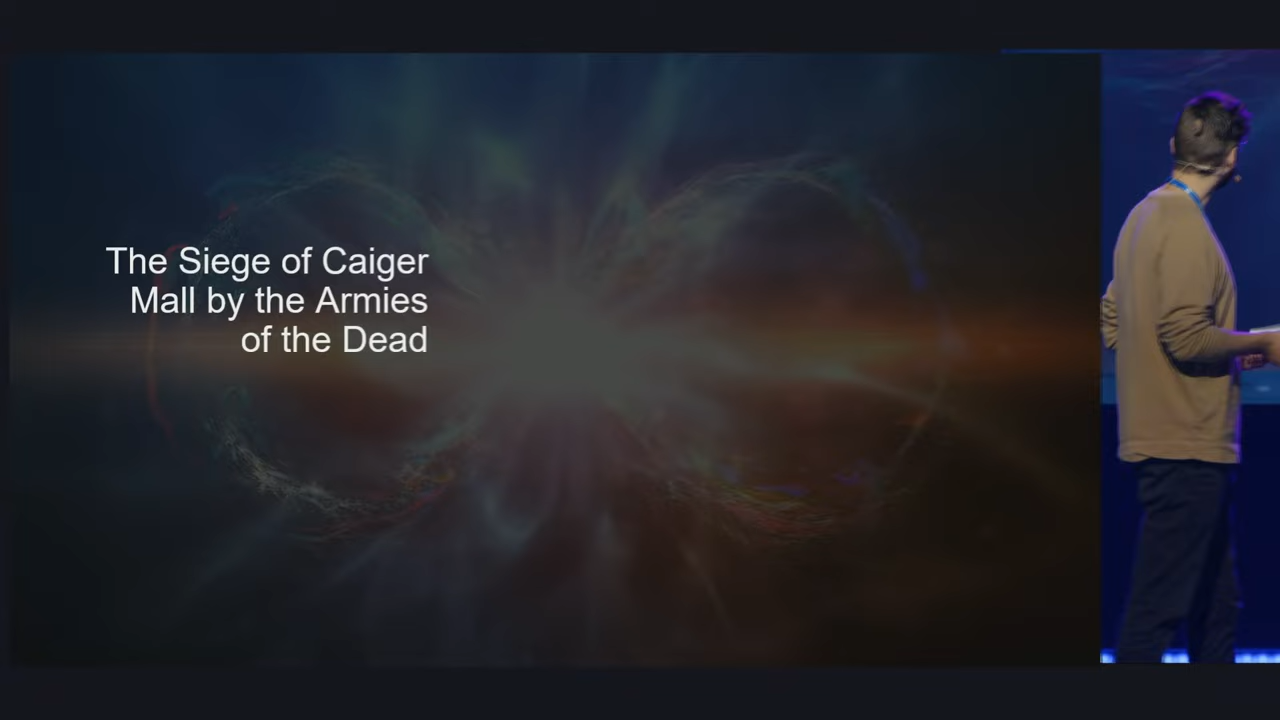 The Siege of Caiger
Mall by the Armies
of the Dead